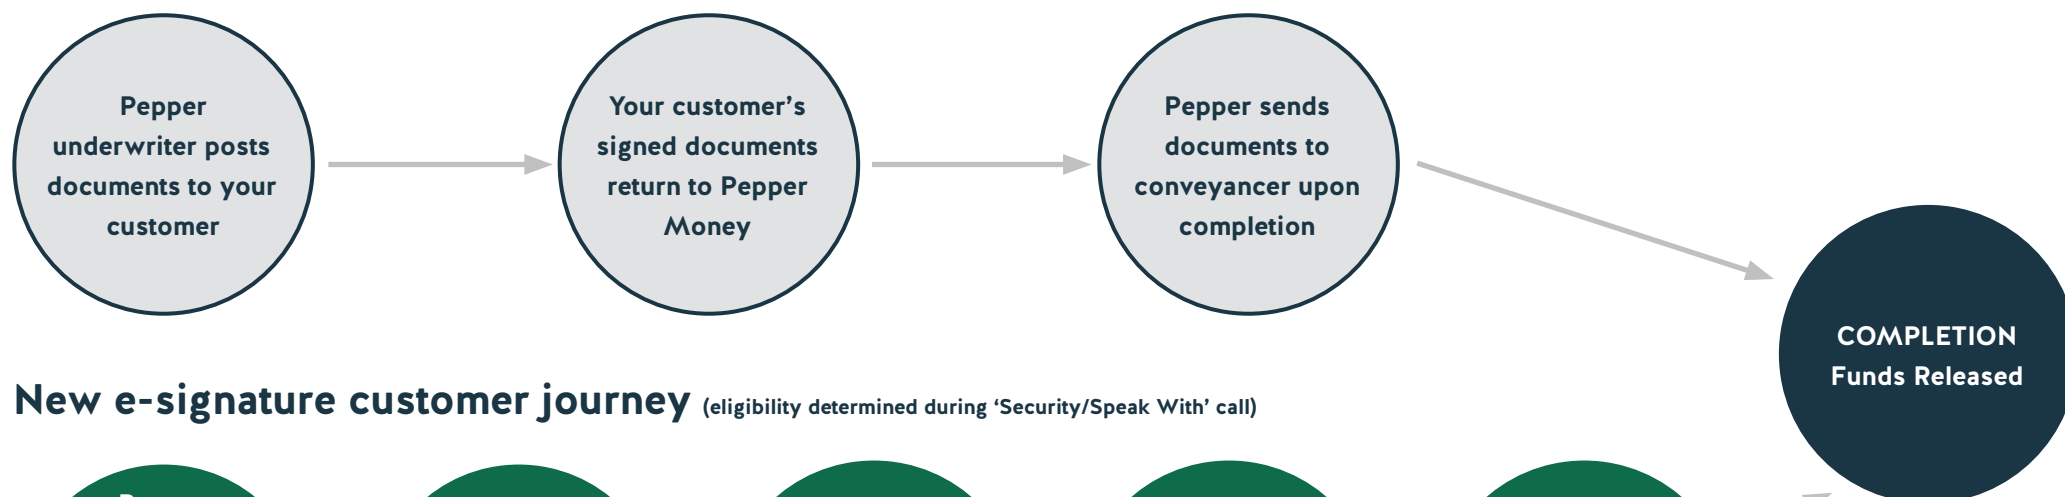 Pepper
underwriter posts
documents to your
customer
Your customer’s
signed documents
return to Pepper
Money
Pepper sends
documents to
conveyancer upon
completion
COMPLETION
Funds Released
New e-signature customer journey (eligibility determined during ‘Security/Speak With’ call)